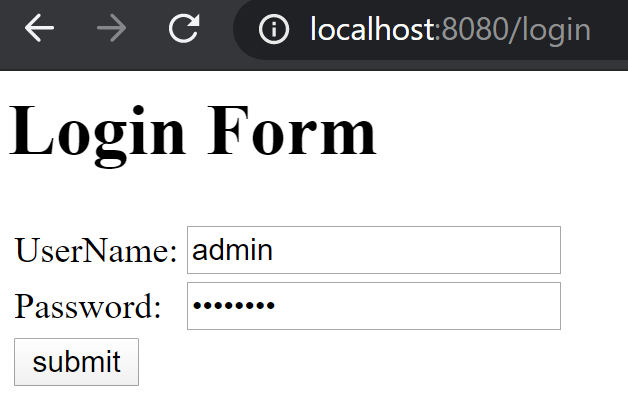 localhost:8080/login
Login Form
UserName: admin
Password: ••••••••
submit